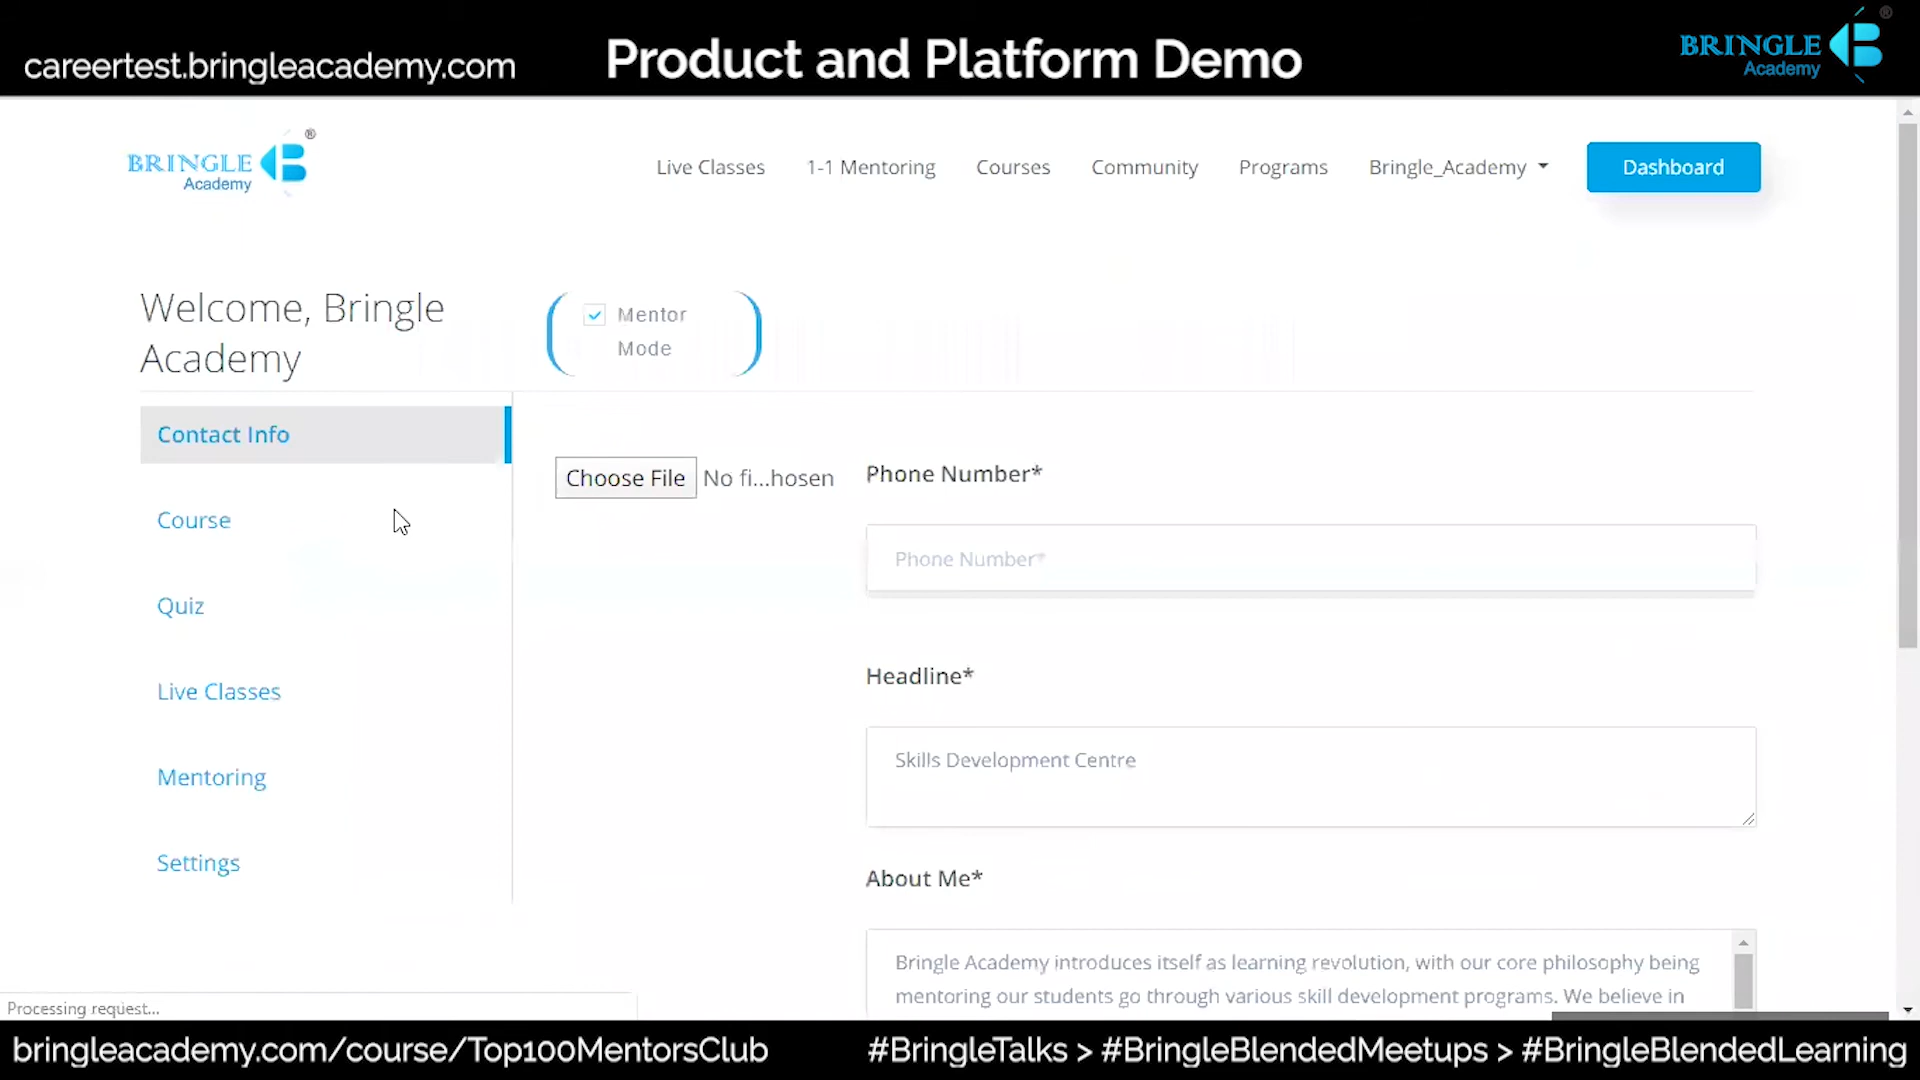 careertest.bringleacademy.com
Product and Platform Demo
BRINGLE
Academy
®
BRINGLE
Academy
®
Live Classes
1-1 Mentoring
Courses
Community
Programs
Bringle_Academy
Dashboard
Welcome, Bringle
Academy
Mentor
Mode
Contact Info
Course
Quiz
Live Classes
Mentoring
Settings
Choose File No fi...hosen
Phone Number*
Phone Number*
Headline*
Skills Development Centre
About Me*
Bringle Academy introduces itself as learning revolution, with our core philosophy being
mentoring our students go through various skill development programs. We believe in
Processing request...
bringleacademy.com/course/Top100MentorsClub
#BringleTalks > #BringleBlendedMeetups > #BringleBlendedLearning